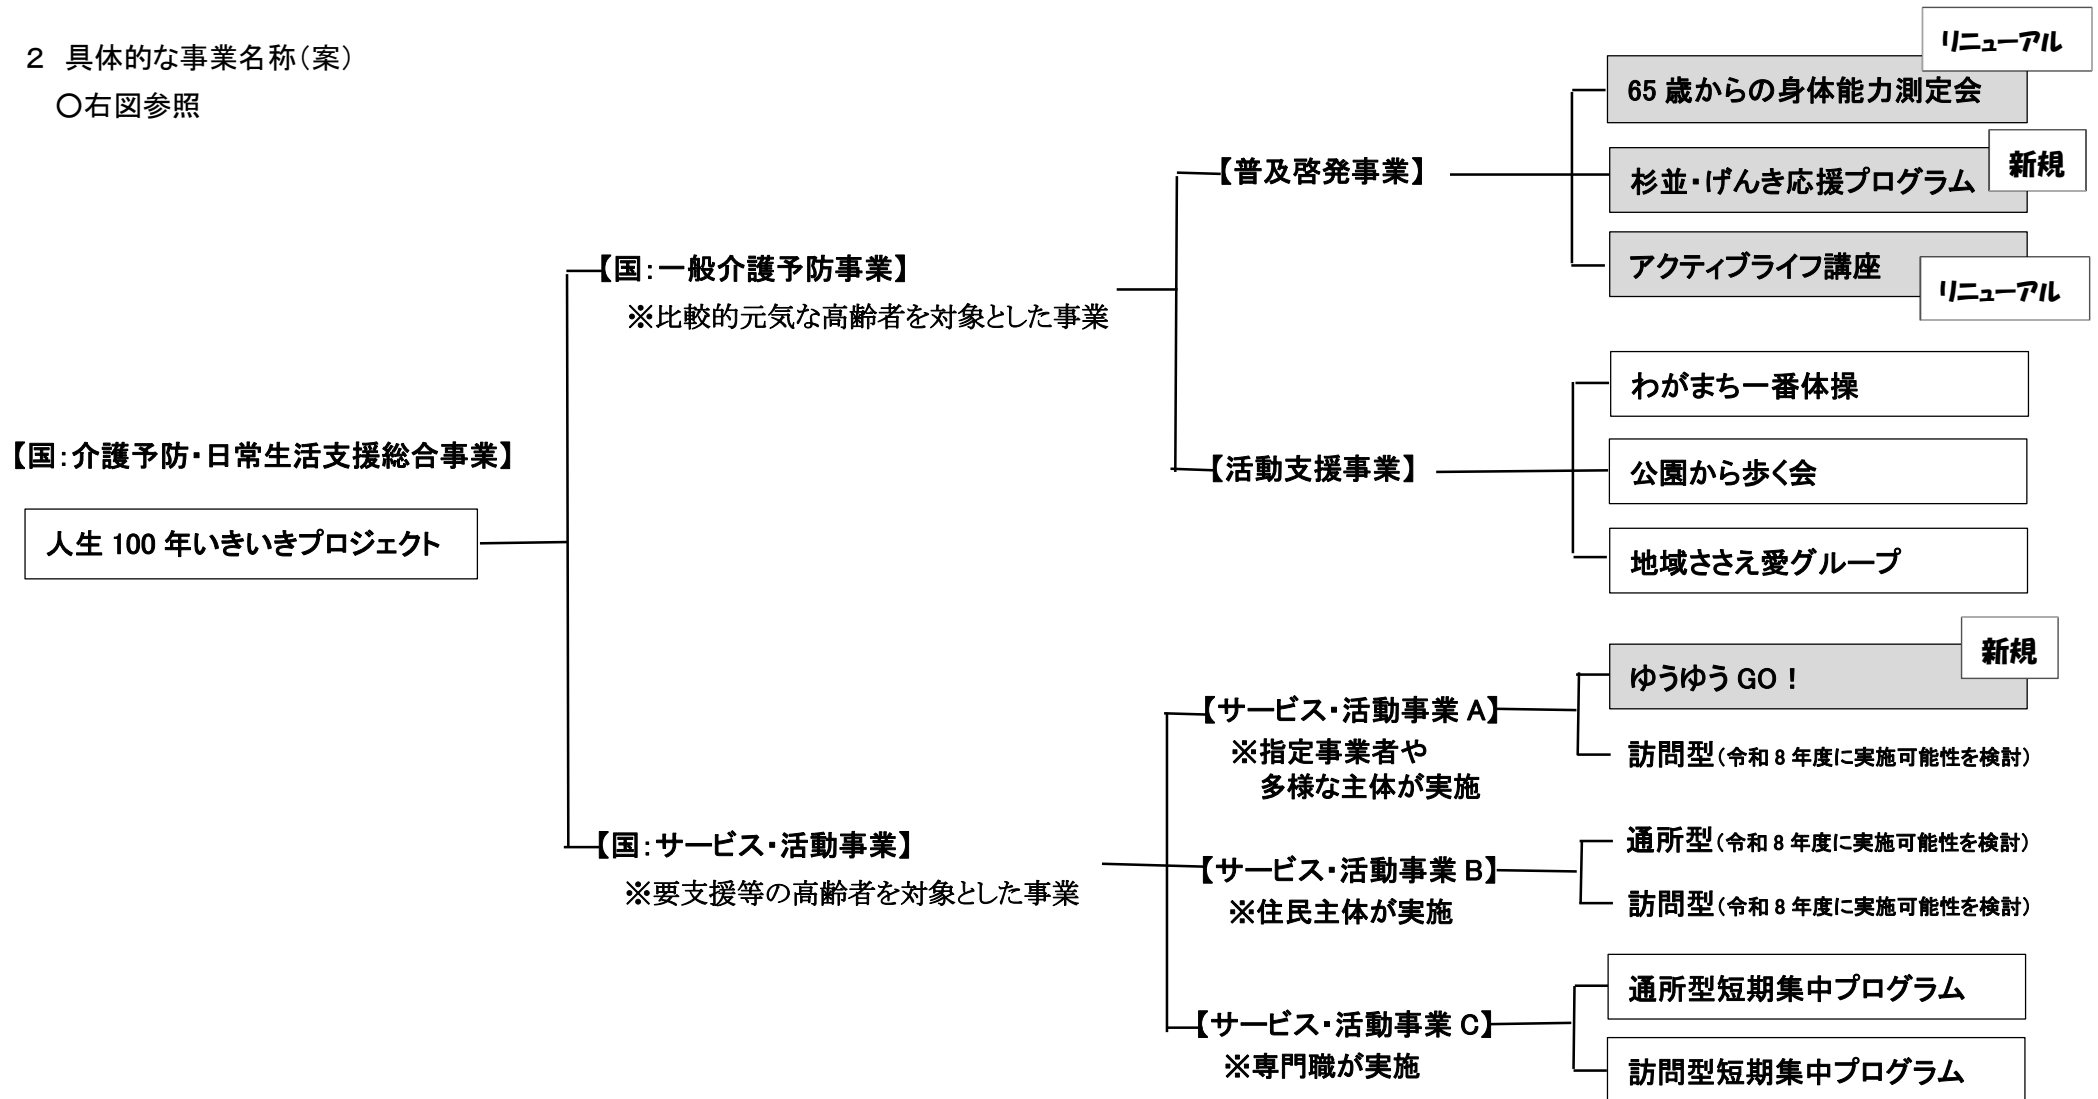 ２ 具体的な事業名称（案）
〇右図参照
【国：介護予防・日常生活支援総合事業】
人生 100 年いきいきプロジェクト
【国：一般介護予防事業】
※比較的元気な高齢者を対象とした事業
【普及啓発事業】
65 歳からの身体能力測定会
リニューアル
杉並・げんき応援プログラム
新規
アクティブライフ講座
リニューアル
【活動支援事業】
わがまち一番体操
公園から歩く会
地域ささえ愛グループ
【国：サービス・活動事業】
※要支援等の高齢者を対象とした事業
【サービス・活動事業 A】
※指定事業者や
多様な主体が実施
ゆうゆう GO！
新規
訪問型（令和 8 年度に実施可能性を検討）
【サービス・活動事業 B】
※住民主体が実施
通所型（令和 8 年度に実施可能性を検討）
訪問型（令和 8 年度に実施可能性を検討）
【サービス・活動事業 C】
※専門職が実施
通所型短期集中プログラム
訪問型短期集中プログラム